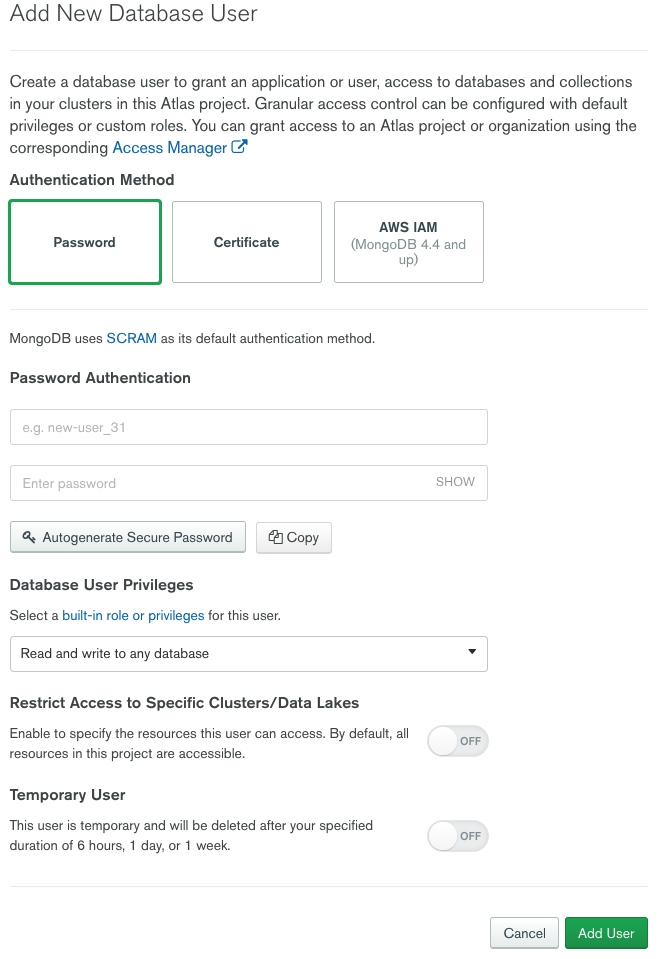 Add New Database User
Create a database user to grant an application or user, access to databases and collections
in your clusters in this Atlas project. Granular access control can be configured with default
privileges or custom roles. You can grant access to an Atlas project or organization using the
corresponding Access Manager
Authentication Method
Password
Certificate
AWS IAM
(MongoDB 4.4 and
up)
MongoDB uses SCRAM as its default authentication method.
Password Authentication
e.g. new-user_31
Enter password SHOW
Autogenerate Secure Password Copy
Database User Privileges
Select a built-in role or privileges for this user.
Read and write to any database
Restrict Access to Specific Clusters/Data Lakes
Enable to specify the resources this user can access. By default, all
resources in this project are accessible.
OFF
Temporary User
This user is temporary and will be deleted after your specified
duration of 6 hours, 1 day, or 1 week.
OFF
Cancel Add User